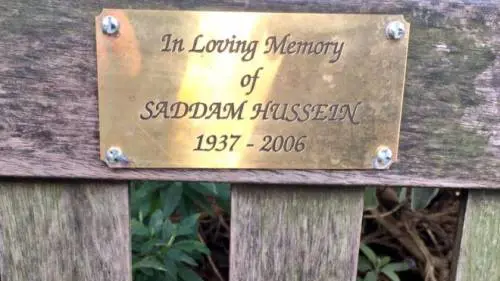 In Loving Memory
of
SADDAM HUSSEIN
1937 - 2006